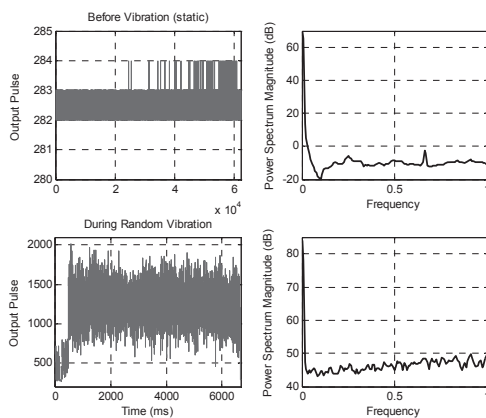 Before Vibration (static)
Output Pulse
285
284
283
282
281
280
0 2 4 6
x 10⁴
Power Spectrum Magnitude (dB)
60
40
20
0
-20
0 0.5 1
Frequency
During Random Vibration
Output Pulse
2000
1500
1000
500
0 2000 4000 6000
Time (ms)
Power Spectrum Magnitude (dB)
80
70
60
50
40
0 0.5
Frequency